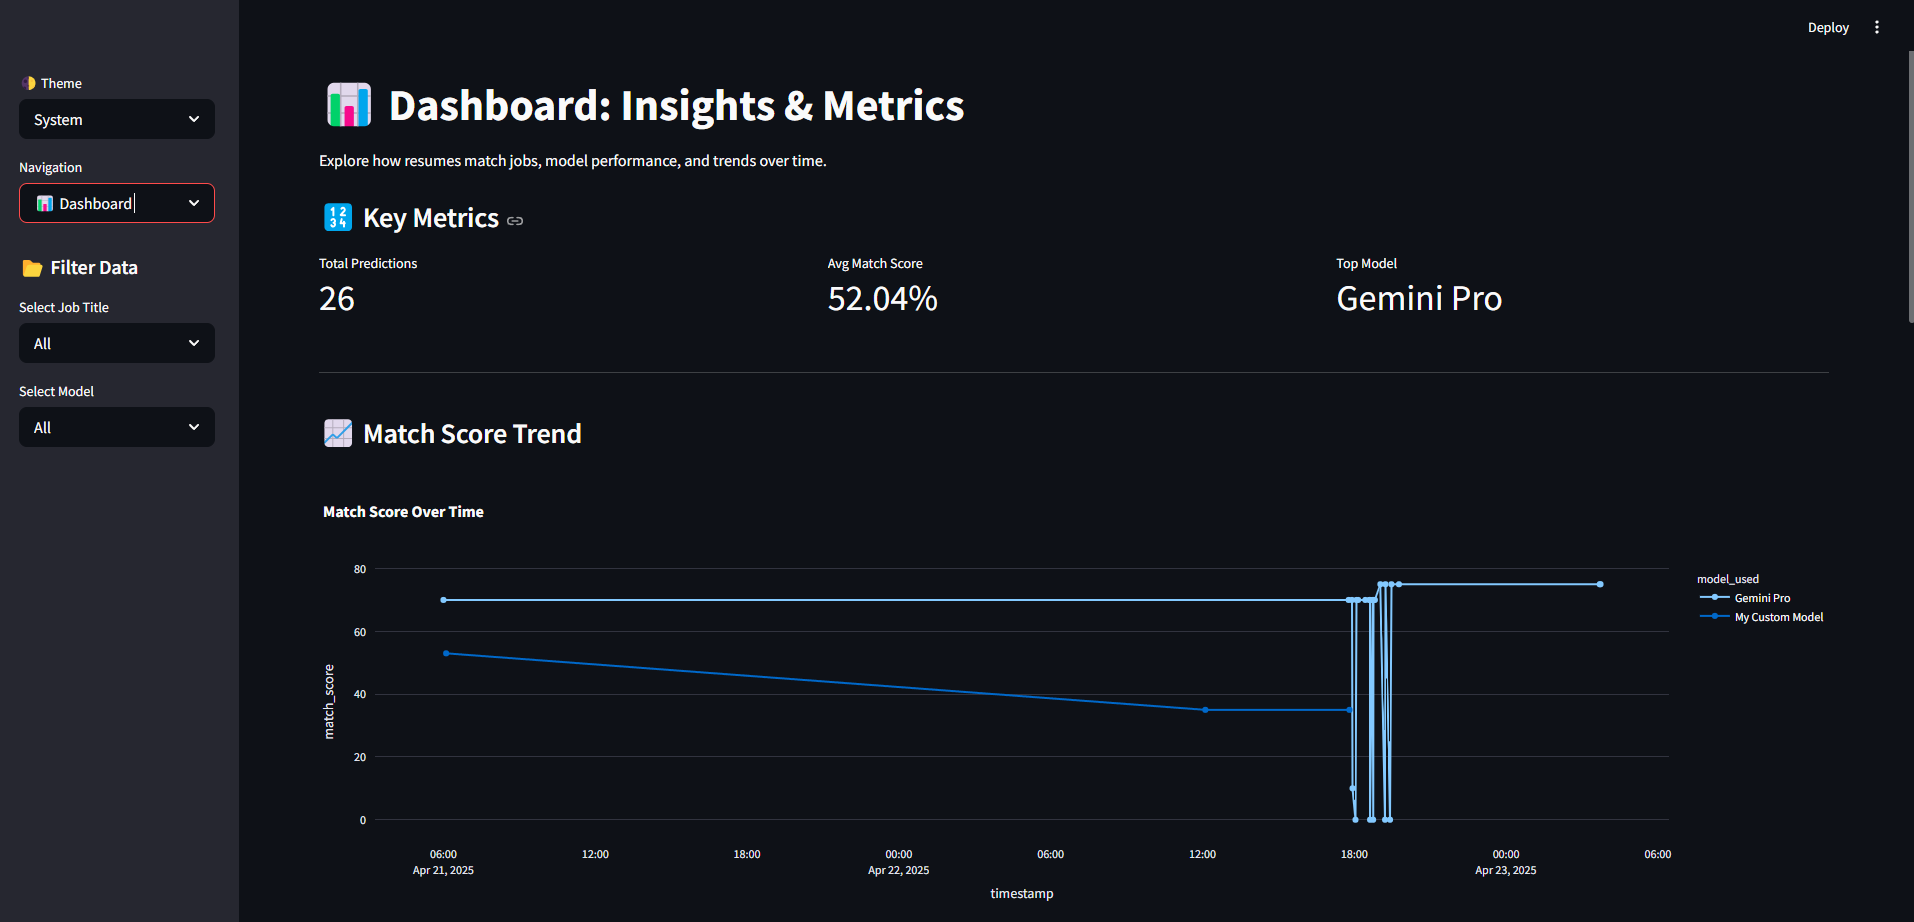 Deploy
Theme
System
Navigation
Dashboard
Filter Data
Select Job Title
All
Select Model
All
Dashboard: Insights & Metrics
Explore how resumes match jobs, model performance, and trends over time.
Key Metrics
Total Predictions
26
Avg Match Score
52.04%
Top Model
Gemini Pro
Match Score Trend
Match Score Over Time
80
60
40
20
0
match_score
06:00
Apr 21, 2025
12:00
18:00
00:00
Apr 22, 2025
06:00
12:00
18:00
00:00
Apr 23, 2025
06:00
timestamp
model_used
Gemini Pro
My Custom Model